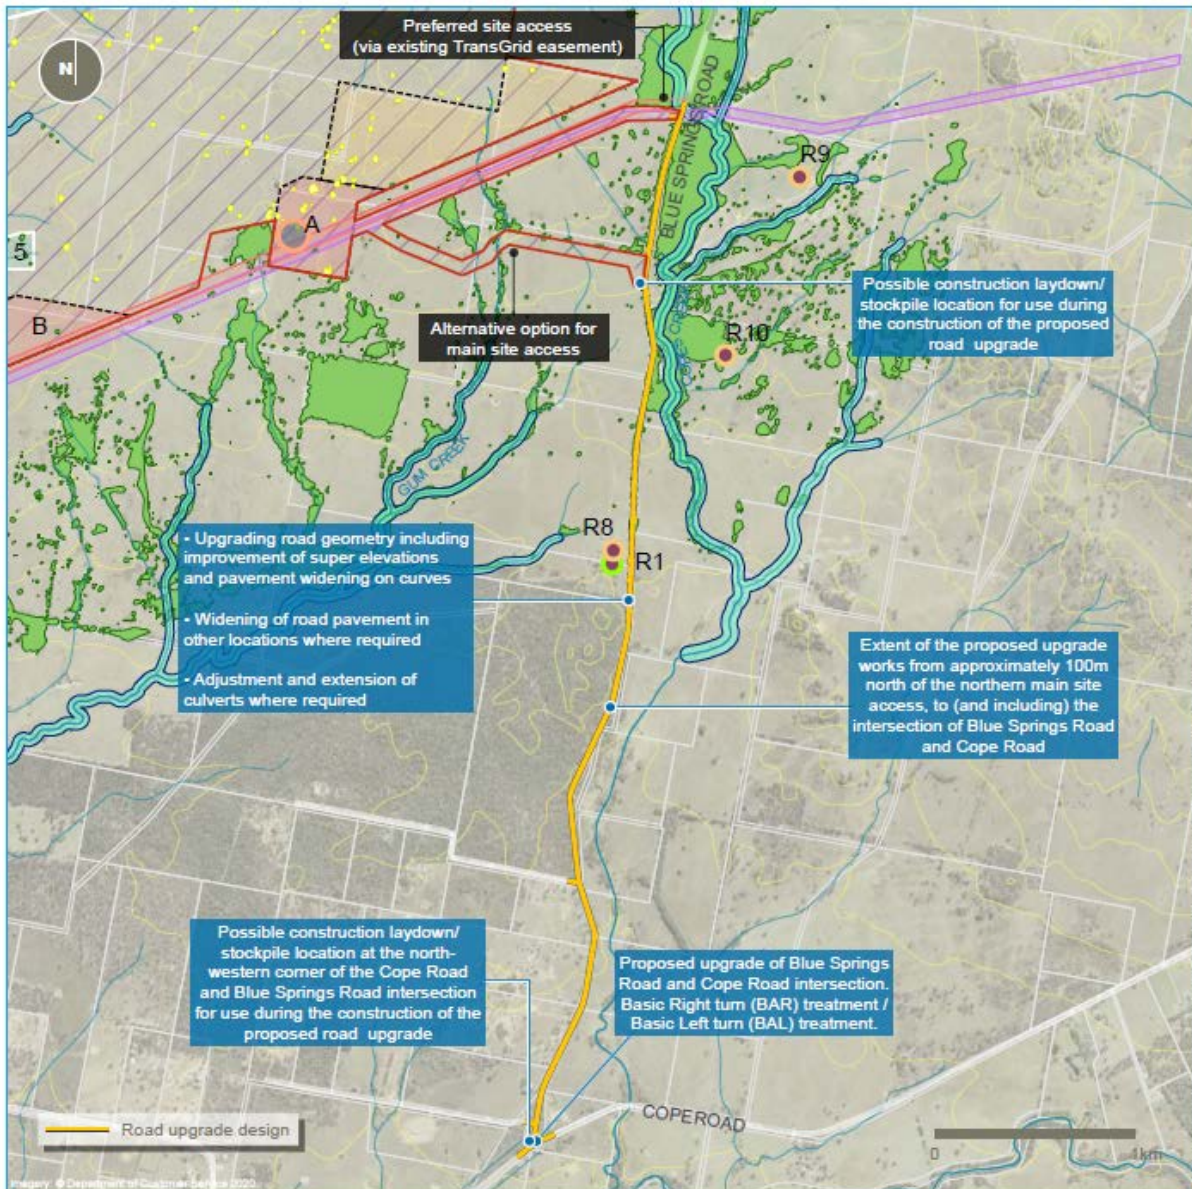 Preferred site access
(via existing TransGrid easement)
N
BLUE SPRINGS ROAD
R9
A
5
B
Possible construction laydown/
stockpile location for use during
the construction of the proposed
road upgrade
Alternative option for
main site access
R10
COPES CREEK
GUM CREEK
R8
R1
- Upgrading road geometry including
improvement of super elevations
and pavement widening on curves
- Widening of road pavement in
other locations where required
- Adjustment and extension of
culverts where required
Extent of the proposed upgrade
works from approximately 100m
north of the northern main site
access, to (and including) the
intersection of Blue Springs Road
and Cope Road
Possible construction laydown/
stockpile location at the north-
western corner of the Cope Road
and Blue Springs Road intersection
for use during the construction of the
proposed road upgrade
Proposed upgrade of Blue Springs
Road and Cope Road intersection.
Basic Right turn (BAR) treatment /
Basic Left turn (BAL) treatment.
COPE ROAD
Road upgrade design
0 1km
Imagery: © Department of Customer Service 2020